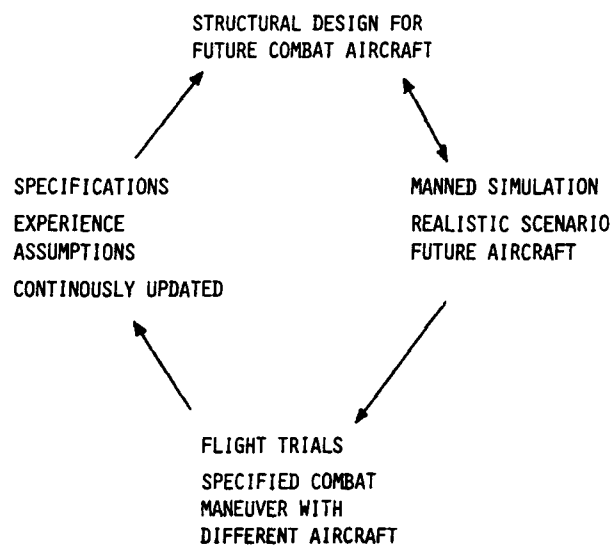 STRUCTURAL DESIGN FOR
FUTURE COMBAT AIRCRAFT
SPECIFICATIONS
EXPERIENCE
ASSUMPTIONS
CONTINOUSLY UPDATED
MANNED SIMULATION
REALISTIC SCENARIO
FUTURE AIRCRAFT
FLIGHT TRIALS
SPECIFIED COMBAT
MANEUVER WITH
DIFFERENT AIRCRAFT